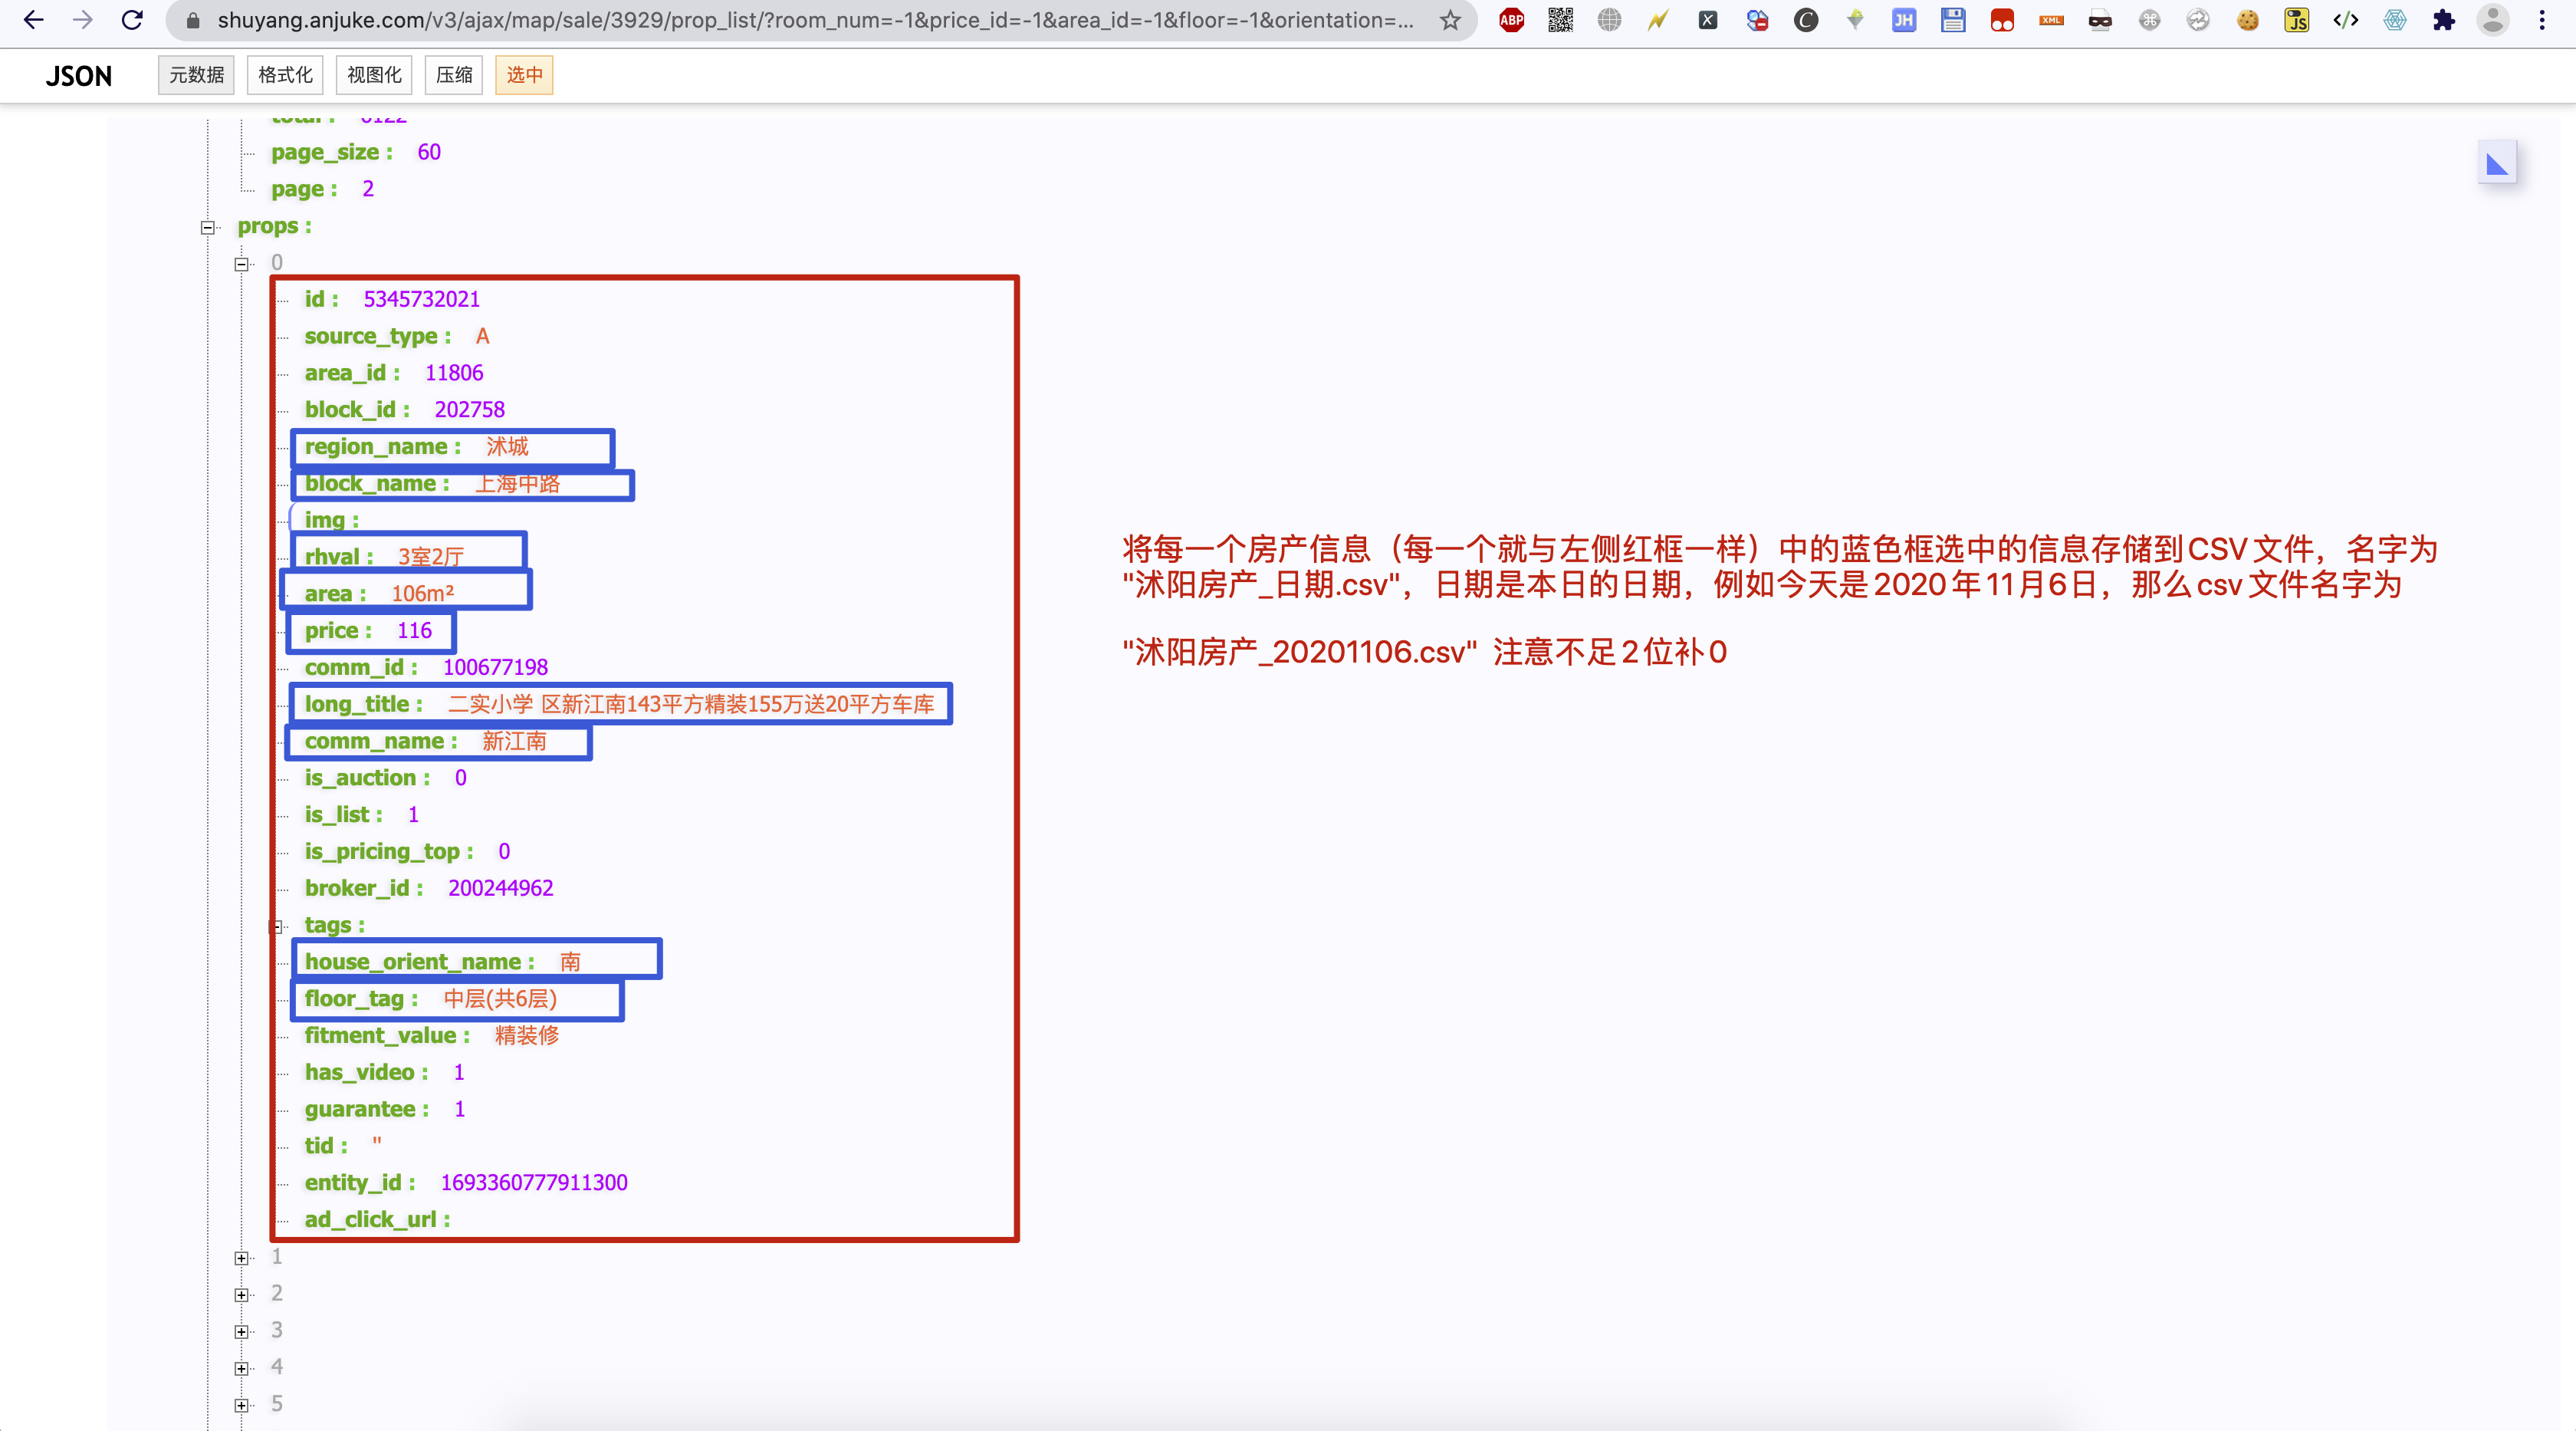 shuyang.anjuke.com/v3/ajax/map/sale/3929/prop_list/?room_num=-1&price_id=-1&area_id=-1&floor=-1&orientation=...
ABP
X
C
JH
XML
JS
JSON 元数据 格式化 视图化 压缩 选中
total : 6122
page_size : 60
page : 2
props :
0
id : 5345732021
source_type : A
area_id : 11806
block_id : 202758
region_name : 沭城
block_name : 上海中路
img :
rhval : 3室2厅
area : 106m²
price : 116
comm_id : 100677198
long_title : 二实小学 区新江南143平方精装155万送20平方车库
comm_name : 新江南
is_auction : 0
is_list : 1
is_pricing_top : 0
broker_id : 200244962
tags :
house_orient_name : 南
floor_tag : 中层(共6层)
fitment_value : 精装修
has_video : 1
guarantee : 1
tid : "
entity_id : 1693360777911300
ad_click_url :
1
2
3
4
5
将每一个房产信息（每一个就与左侧红框一样）中的蓝色框选中的信息存储到CSV文件，名字为
"沭阳房产_日期.csv"，日期是本日的日期，例如今天是2020年11月6日，那么csv文件名字为
"沭阳房产_20201106.csv" 注意不足2位补0